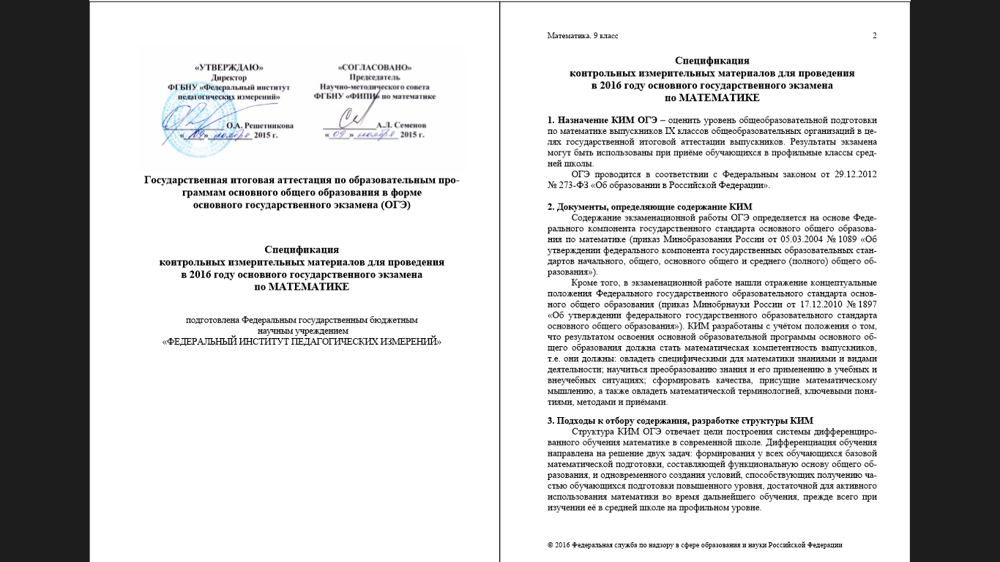 «УТВЕРЖДАЮ»
Директор
ФГБНУ «Федеральный институт
педагогических измерений»
О.А. Решетникова
« 09 » ноября 2015 г.
«СОГЛАСОВАНО»
Председатель
Научно-методического совета
ФГБНУ «ФИПИ» по математике
А.Л. Семенов
« 09 » ноября 2015 г.
Государственная итоговая аттестация по образовательным про-
граммам основного общего образования в форме
основного государственного экзамена (ОГЭ)
Спецификация
контрольных измерительных материалов для проведения
в 2016 году основного государственного экзамена
по МАТЕМАТИКЕ
подготовлена Федеральным государственным бюджетным
научным учреждением
«ФЕДЕРАЛЬНЫЙ ИНСТИТУТ ПЕДАГОГИЧЕСКИХ ИЗМЕРЕНИЙ»
Математика. 9 класс 2
Спецификация
контрольных измерительных материалов для проведения
в 2016 году основного государственного экзамена
по МАТЕМАТИКЕ
1. Назначение КИМ ОГЭ – оценить уровень общеобразовательной подготовки
по математике выпускников IX классов общеобразовательных организаций в це-
лях государственной итоговой аттестации выпускников. Результаты экзамена
могут быть использованы при приёме обучающихся в профильные классы сред-
ней школы.
ОГЭ проводится в соответствии с Федеральным законом от 29.12.2012
№ 273-ФЗ «Об образовании в Российской Федерации».
2. Документы, определяющие содержание КИМ
Содержание экзаменационной работы ОГЭ определяется на основе Феде-
рального компонента государственного стандарта основного общего образова-
ния по математике (приказ Минобразования России от 05.03.2004 № 1089 «Об
утверждении федерального компонента государственных образовательных стан-
дартов начального, общего, основного общего и среднего (полного) общего об-
разования»).
Кроме того, в экзаменационной работе нашли отражение концептуальные
положения Федерального государственного образовательного стандарта основ-
ного общего образования (приказ Минобрнауки России от 17.12.2010 № 1897
«Об утверждении федерального государственного образовательного стандарта
основного общего образования»). КИМ разработаны с учётом положения о том,
что результатом освоения основной образовательной программы основного об-
щего образования должна стать математическая компетентность выпускников,
т.е. они должны: овладеть специфическими для математики знаниями и видами
деятельности; научиться преобразованию знания и его применению в учебных и
внеучебных ситуациях; сформировать качества, присущие математическому
мышлению, а также овладеть математической терминологией, ключевыми поня-
тиями, методами и приёмами.
3. Подходы к отбору содержания, разработке структуры КИМ
Структура КИМ ОГЭ отвечает цели построения системы дифференциро-
ванного обучения математике в современной школе. Дифференциация обучения
направлена на решение двух задач: формирования у всех обучающихся базовой
математической подготовки, составляющей функциональную основу общего об-
разования, и одновременного создания условий, способствующих получению ча-
стью обучающихся подготовки повышенного уровня, достаточной для активного
использования математики во время дальнейшего обучения, прежде всего при
изучении её в средней школе на профильном уровне.
© 2016 Федеральная служба по надзору в сфере образования и науки Российской Федерации